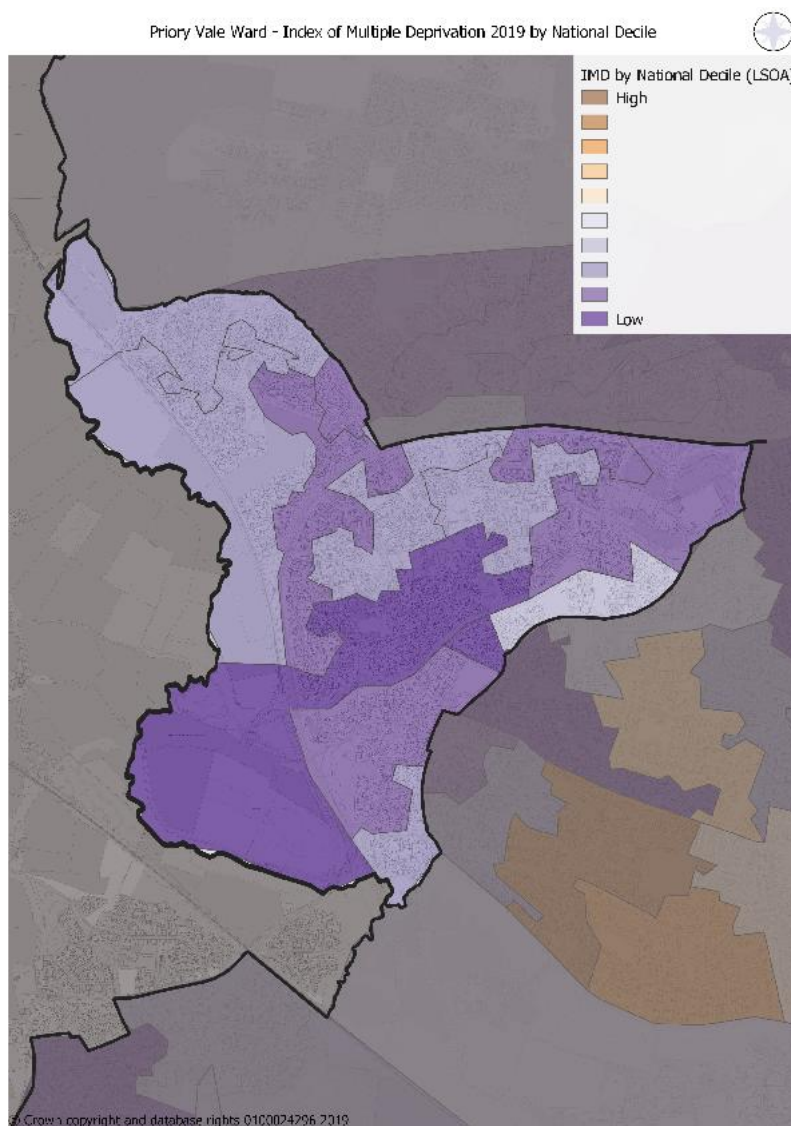 Priory Vale Ward - Index of Multiple Deprivation 2019 by National Decile
IMD by National Decile (LSOA)
High
Low
© Crown copyright and database rights 0100024296 2019